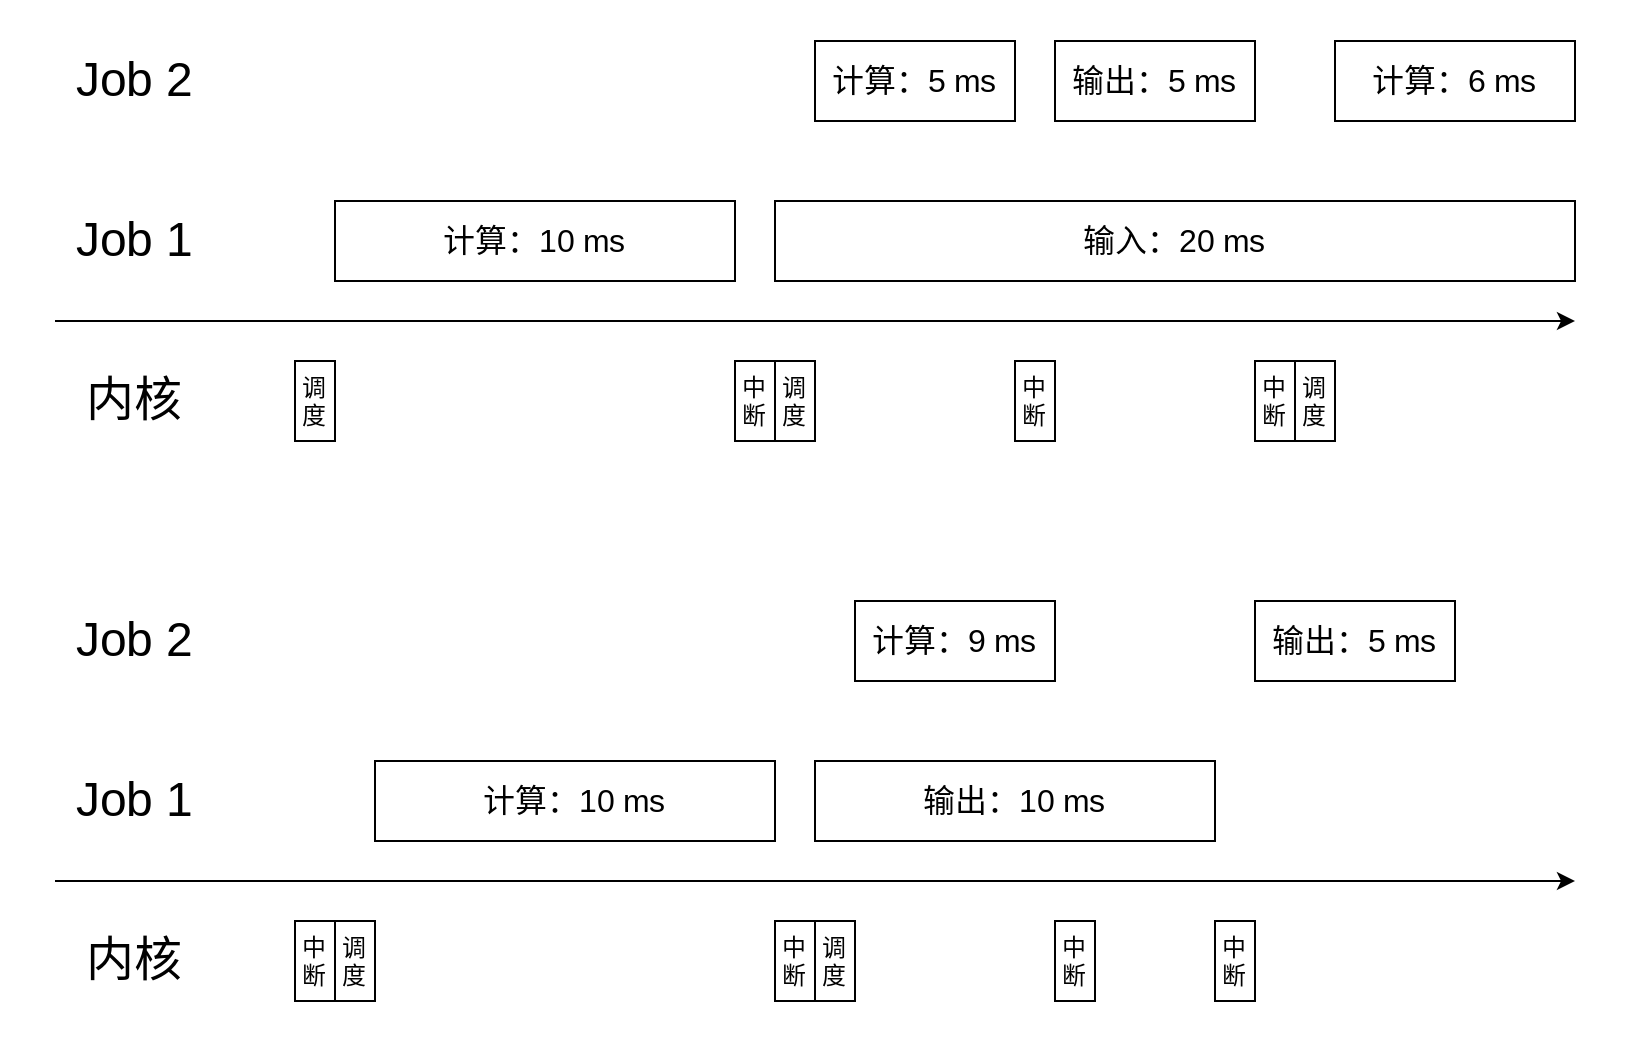 Job 2
计算：5 ms
输出：5 ms
计算：6 ms
Job 1
计算：10 ms
输入：20 ms
内核
调度
中断
调度
中断
中断
调度
Job 2
计算：9 ms
输出：5 ms
Job 1
计算：10 ms
输出：10 ms
内核
中断
调度
中断
调度
中断
中断